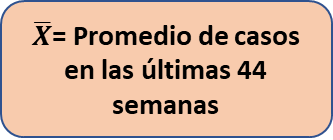 X̅= Promedio de casos
en las últimas 44
semanas